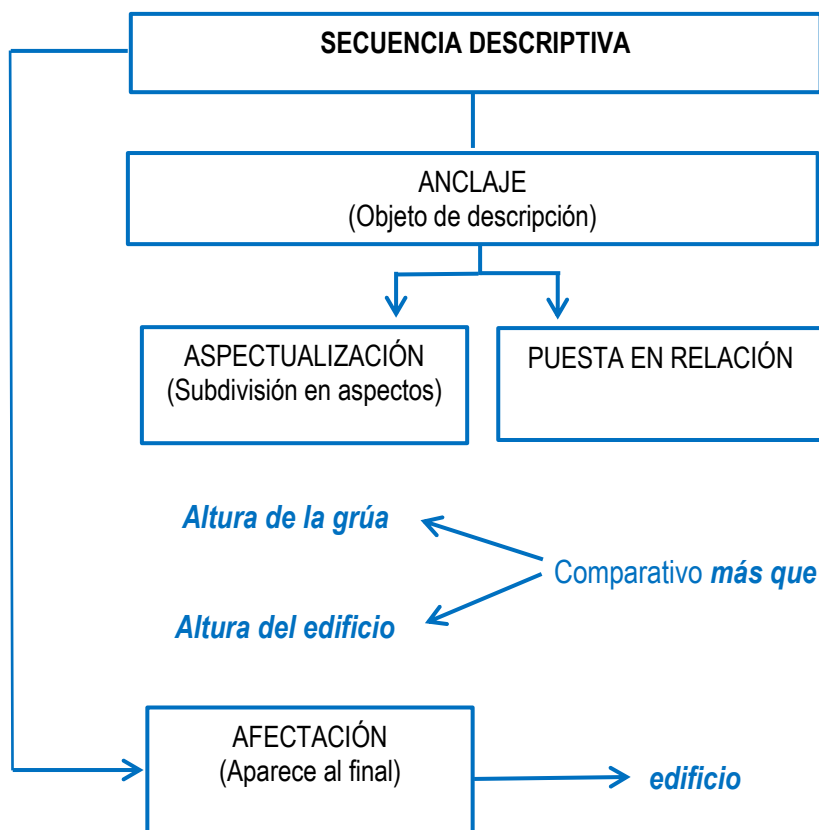 SECUENCIA DESCRIPTIVA
ANCLAJE
(Objeto de descripción)
ASPECTUALIZACIÓN
(Subdivisión en aspectos)
PUESTA EN RELACIÓN
Altura de la grúa
Comparativo más que
Altura del edificio
AFECTACIÓN
(Aparece al final)
edificio